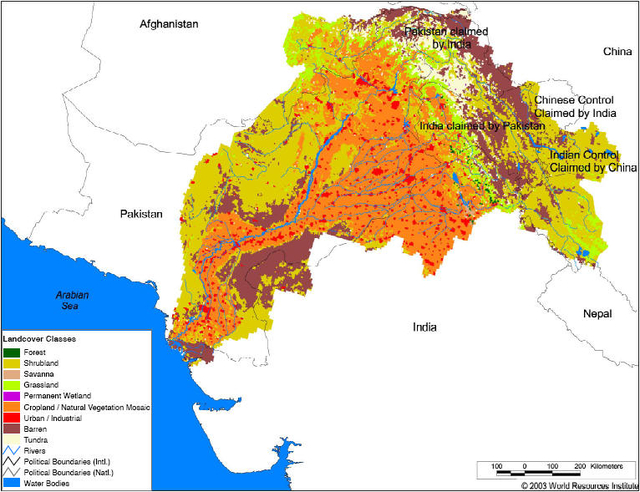 Afghanistan
Pakistan claimed
by India
China
Chinese Control
Claimed by India
India claimed by Pakistan
Indian Control
Claimed by China
Pakistan
Arabian
Sea
Nepal
India
Landcover Classes
Forest
Shrubland
Savanna
Grassland
Permanent Wetland
Cropland / Natural Vegetation Mosaic
Urban / Industrial
Barren
Tundra
Rivers
Political Boundaries (Intl.)
Political Boundaries (Natl.)
Water Bodies
100 0 100 200 Kilometers
© 2003 World Resources Institute